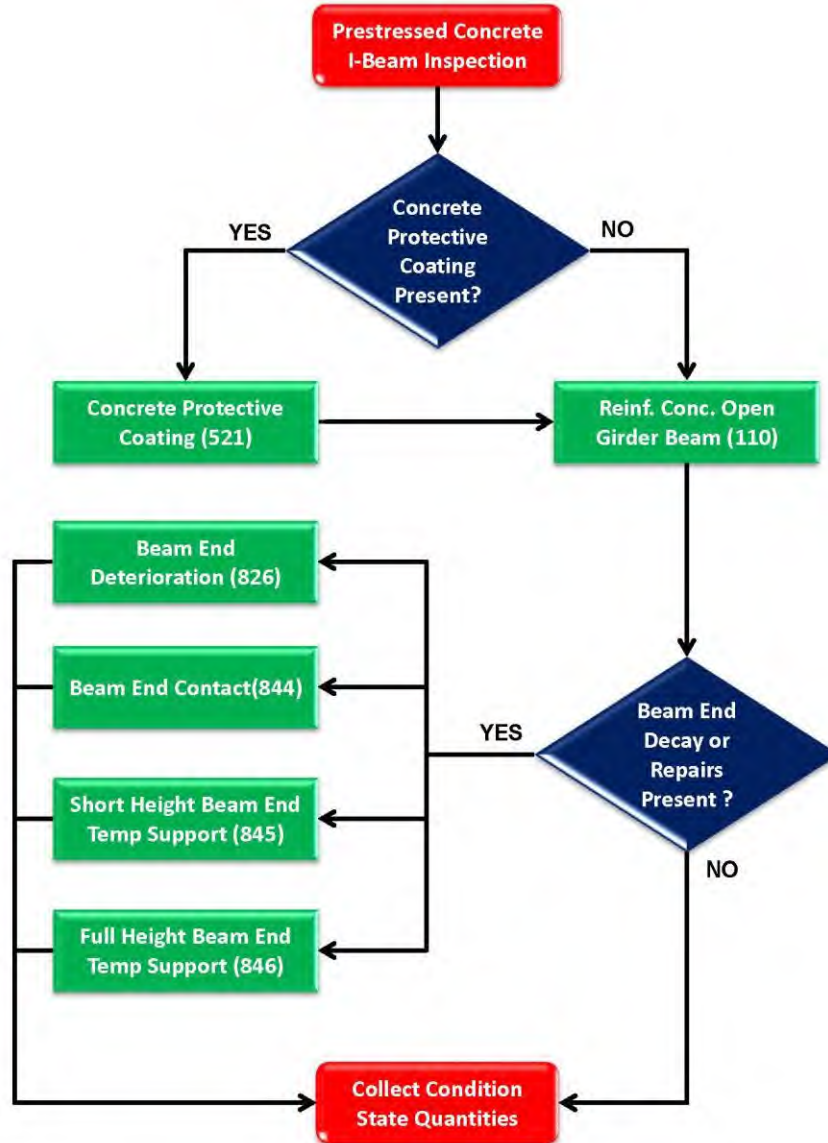 Prestressed Concrete
I-Beam Inspection
Concrete
Protective
Coating
Present?
YES
NO
Concrete Protective
Coating (521)
Reinf. Conc. Open
Girder Beam (110)
Beam End
Deterioration (826)
Beam End Contact(844)
Beam End
Decay or
Repairs
Present ?
YES
NO
Short Height Beam End
Temp Support (845)
Full Height Beam End
Temp Support (846)
Collect Condition
State Quantities